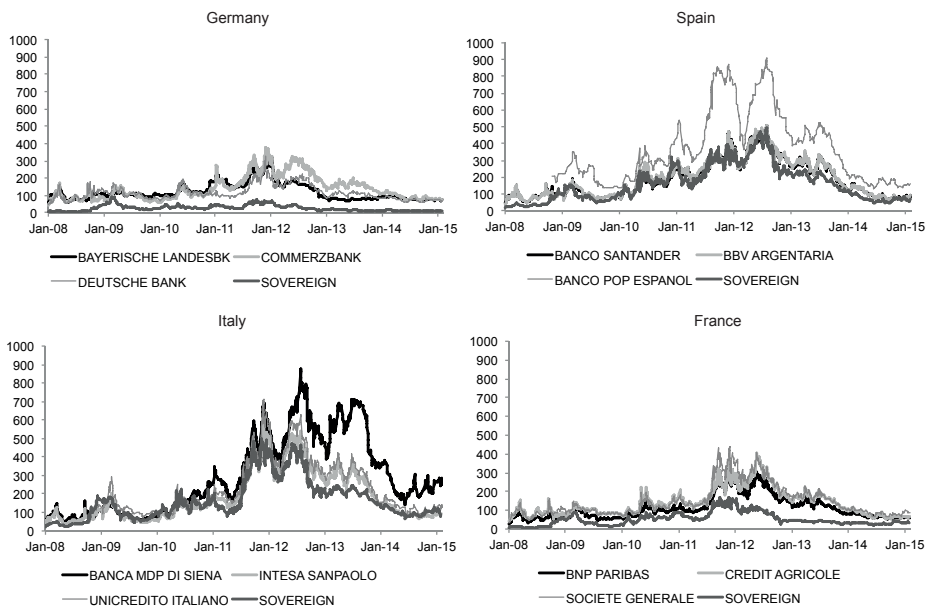 Germany
1000
900
800
700
600
500
400
300
200
100
0
Jan-08 Jan-09 Jan-10 Jan-11 Jan-12 Jan-13 Jan-14 Jan-15
BAYERISCHE LANDESBK COMMERZBANK
DEUTSCHE BANK SOVEREIGN
Spain
1000
900
800
700
600
500
400
300
200
100
0
Jan-08 Jan-09 Jan-10 Jan-11 Jan-12 Jan-13 Jan-14 Jan-15
BANCO SANTANDER BBV ARGENTARIA
BANCO POP ESPANOL SOVEREIGN
Italy
1000
900
800
700
600
500
400
300
200
100
0
Jan-08 Jan-09 Jan-10 Jan-11 Jan-12 Jan-13 Jan-14 Jan-15
BANCA MDP DI SIENA INTESA SANPAOLO
UNICREDITO ITALIANO SOVEREIGN
France
1000
900
800
700
600
500
400
300
200
100
0
Jan-08 Jan-09 Jan-10 Jan-11 Jan-12 Jan-13 Jan-14 Jan-15
BNP PARIBAS CREDIT AGRICOLE
SOCIETE GENERALE SOVEREIGN